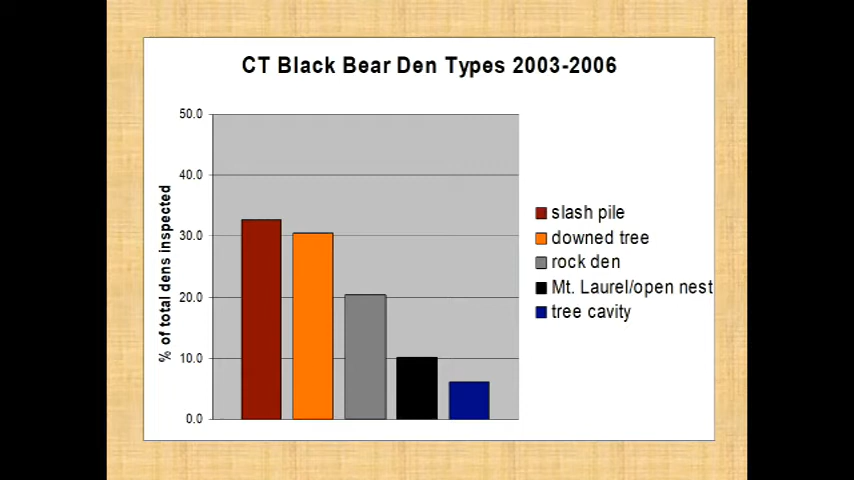 CT Black Bear Den Types 2003-2006
% of total dens inspected
50.0
40.0
30.0
20.0
10.0
0.0
slash pile
downed tree
rock den
Mt. Laurel/open nest
tree cavity